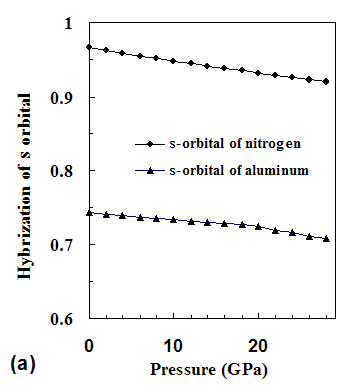 1
0.9
0.8
0.7
0.6
Hybrization of s orbital
s-orbital of nitrogen
s-orbital of aluminum
0 10 20
(a) Pressure (GPa)